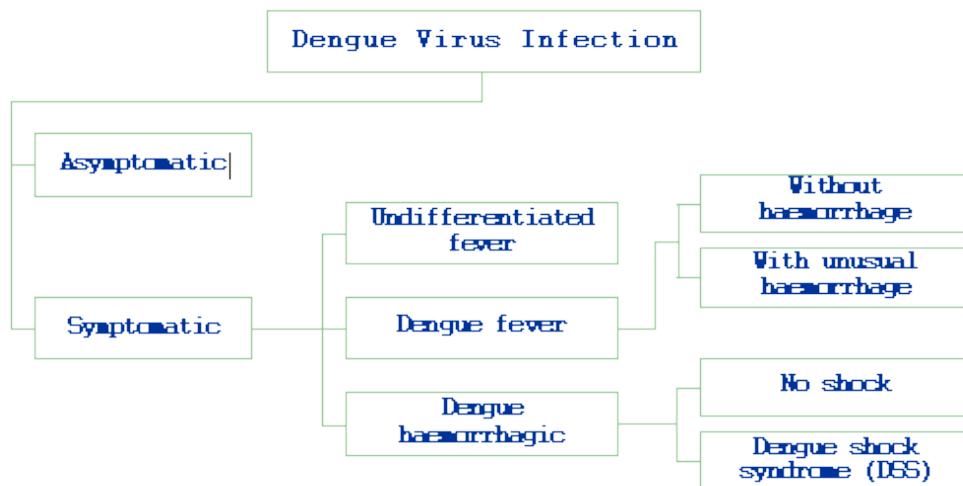 Dengue Virus Infection
Asymptomatic
Without
haemorrhage
Undifferentiated
fever
With unusual
haemorrhage
Symptomatic
Dengue fever
No shock
Dengue
haemorrhagic
Dengue shock
syndrome (DSS)